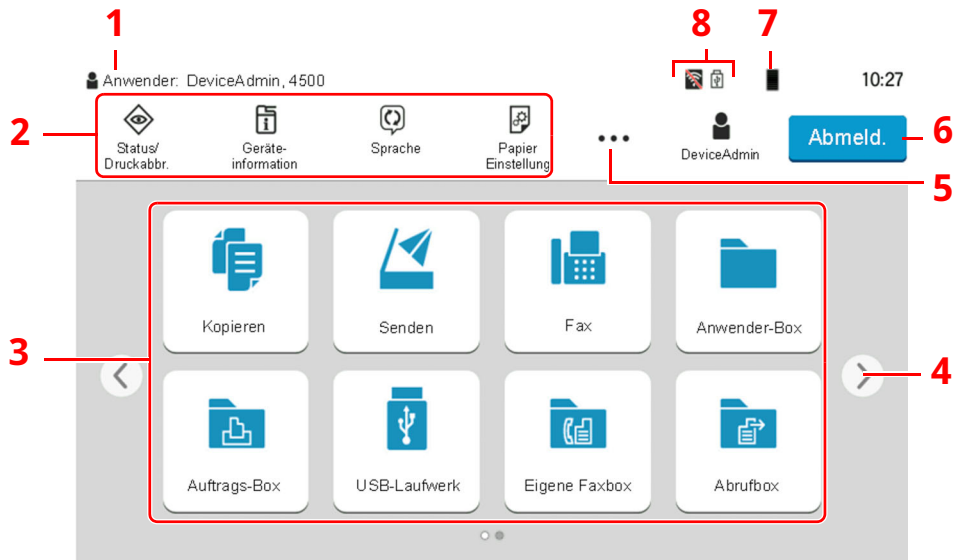 1
8
7
Anwender: DeviceAdmin, 4500
10:27
2
Status/
Druckabbr.
Geräte-
information
Sprache
Papier
Einstellung
DeviceAdmin
Abmeld.
6
5
Kopieren
Senden
Fax
Anwender-Box
3
4
Auftrags-Box
USB-Laufwerk
Eigene Faxbox
Abrufbox